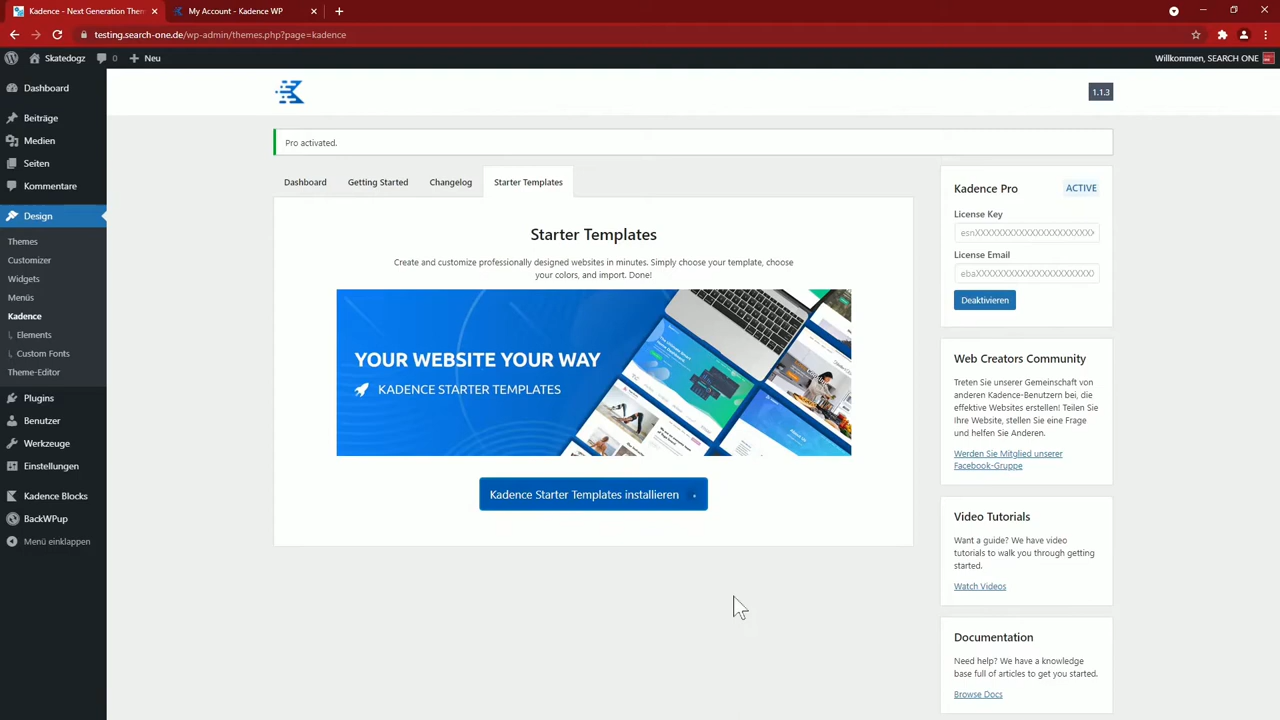 Kadence - Next Generation The
My Account - Kadence WP
testing.search-one.de/wp-admin/themes.php?page=kadence
Skatedogz
0
Neu
Willkommen, SEARCH ONE
Dashboard
Beiträge
Medien
Seiten
Kommentare
Design
Themes
Customizer
Widgets
Menüs
Kadence
Elements
Custom Fonts
Theme-Editor
Plugins
Benutzer
Werkzeuge
Einstellungen
Kadence Blocks
BackWPup
Menü einklappen
1.1.3
Pro activated.
Dashboard
Getting Started
Changelog
Starter Templates
Starter Templates
Create and customize professionally designed websites in minutes. Simply choose your template, choose
your colors, and import. Done!
YOUR WEBSITE YOUR WAY
KADENCE STARTER TEMPLATES
Kadence Starter Templates installieren
Kadence Pro
ACTIVE
License Key
esnXXXXXXXXXXXXXXXXXXXXXX
License Email
ebaXXXXXXXXXXXXXXXXXXXXXX
Deaktivieren
Web Creators Community
Treten Sie unserer Gemeinschaft von
anderen Kadence-Benutzern bei, die
effektive Websites erstellen! Teilen Sie
Ihre Website, stellen Sie eine Frage
und helfen Sie Anderen.
Werden Sie Mitglied unserer
Facebook-Gruppe
Video Tutorials
Want a guide? We have video
tutorials to walk you through getting
started.
Watch Videos
Documentation
Need help? We have a knowledge
base full of articles to get you started.
Browse Docs